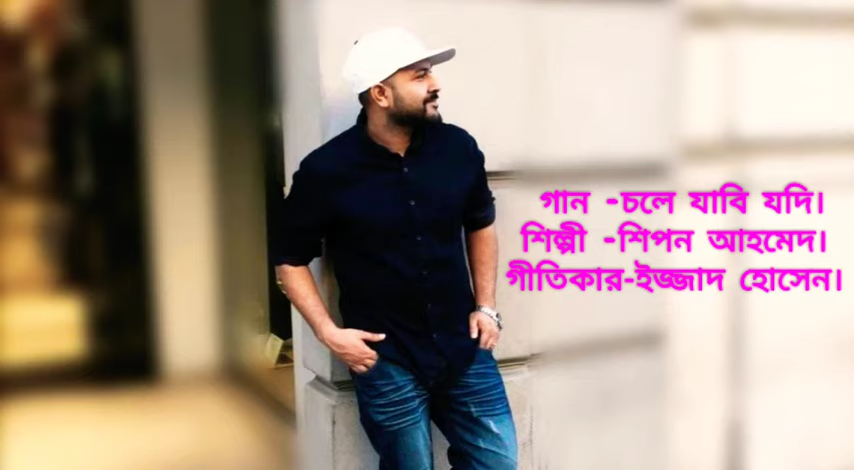 গান -চলে যাবি যদি।
শিল্পী -শিপন আহমেদ।
গীতিকার-ইজ্জাদ হোসেন।